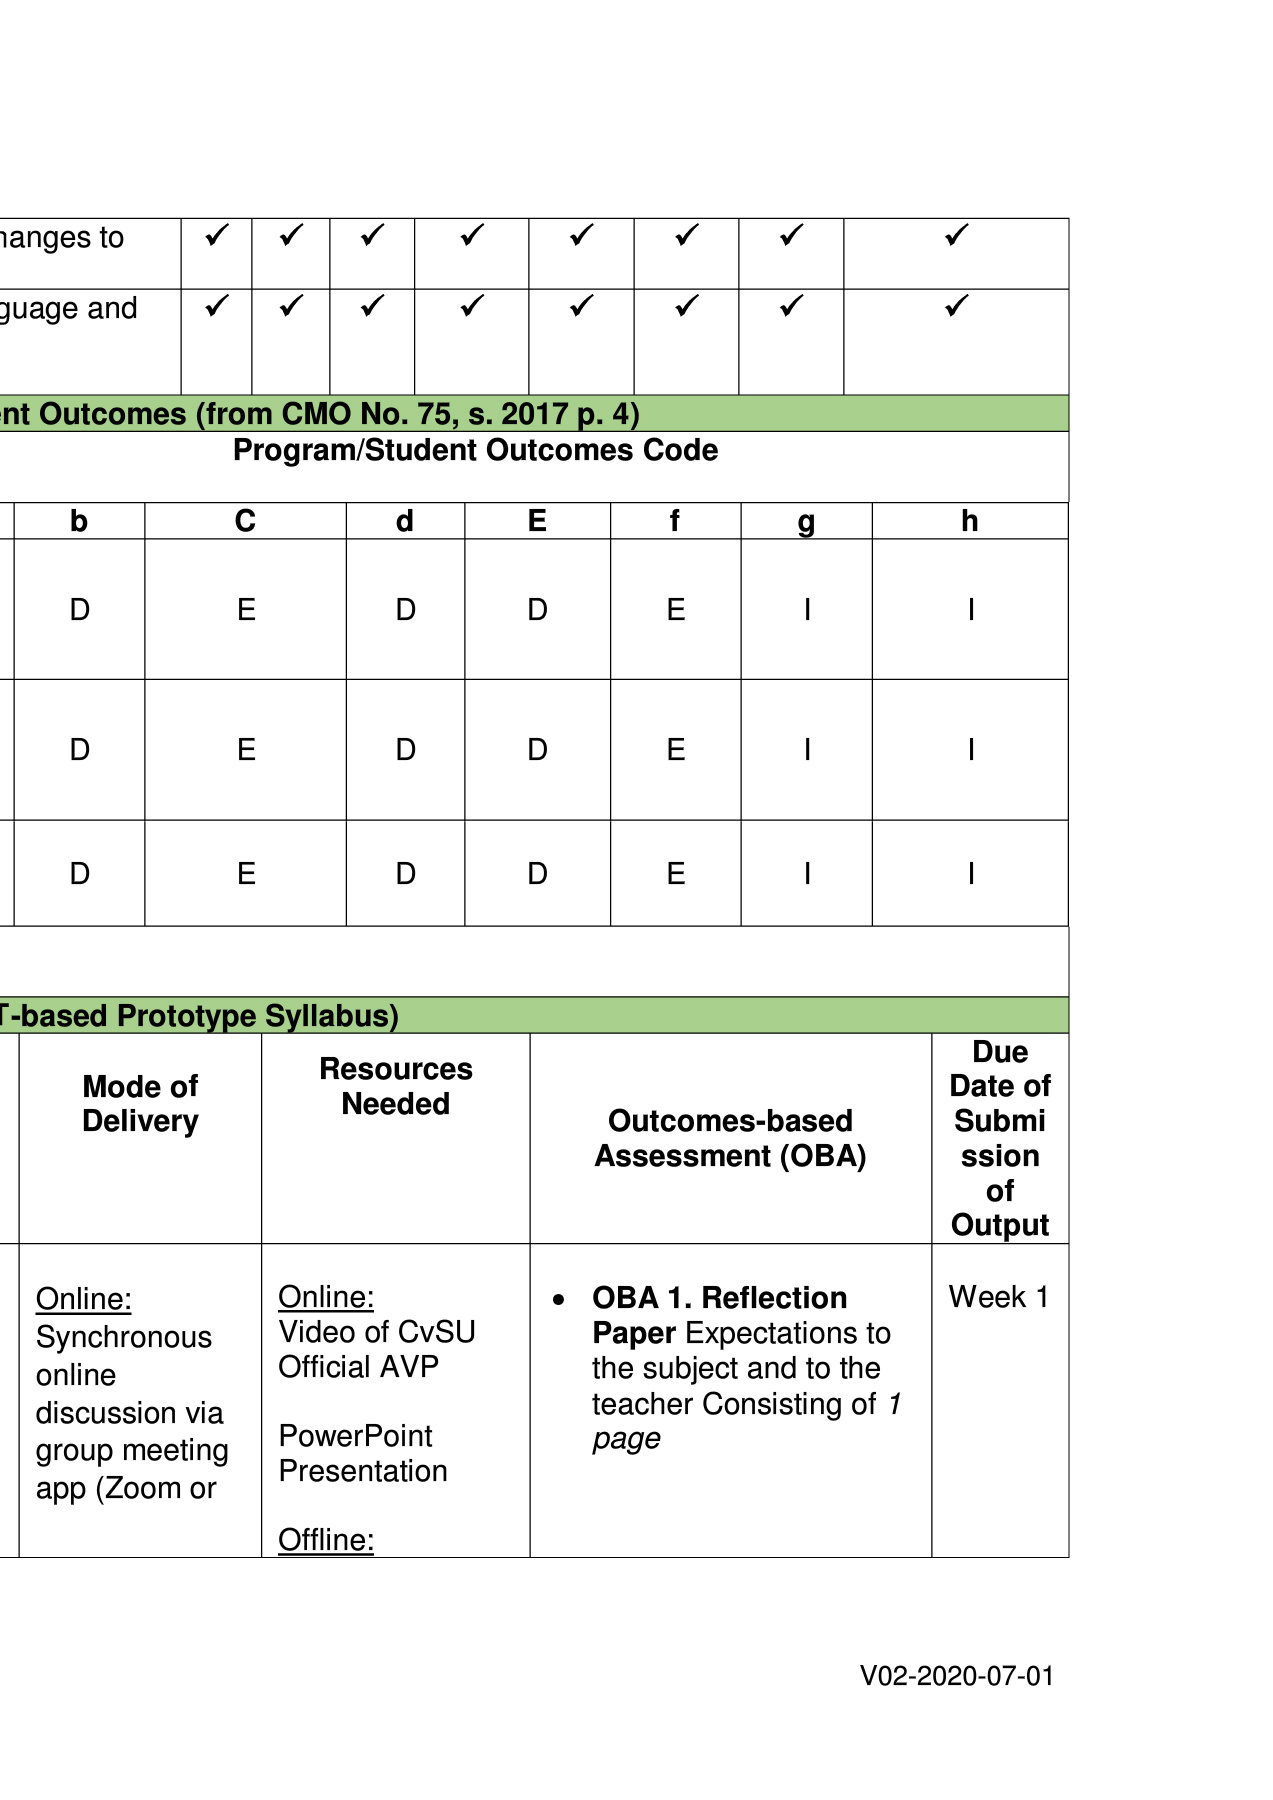 hanges to ✓ ✓ ✓ ✓ ✓ ✓ ✓ ✓
guage and ✓ ✓ ✓ ✓ ✓ ✓ ✓ ✓
ent Outcomes (from CMO No. 75, s. 2017 p. 4)
Program/Student Outcomes Code
b C d E f g h
D E D D E I I
D E D D E I I
D E D D E I I
T-based Prototype Syllabus)
Mode of
Delivery
Resources
Needed
Outcomes-based
Assessment (OBA)
Due
Date of
Submi
ssion
of
Output
Online:
Synchronous
online
discussion via
group meeting
app (Zoom or
Online:
Video of CvSU
Official AVP
PowerPoint
Presentation
Offline:
• OBA 1. Reflection
Paper Expectations to
the subject and to the
teacher Consisting of 1
page
Week 1
V02-2020-07-01